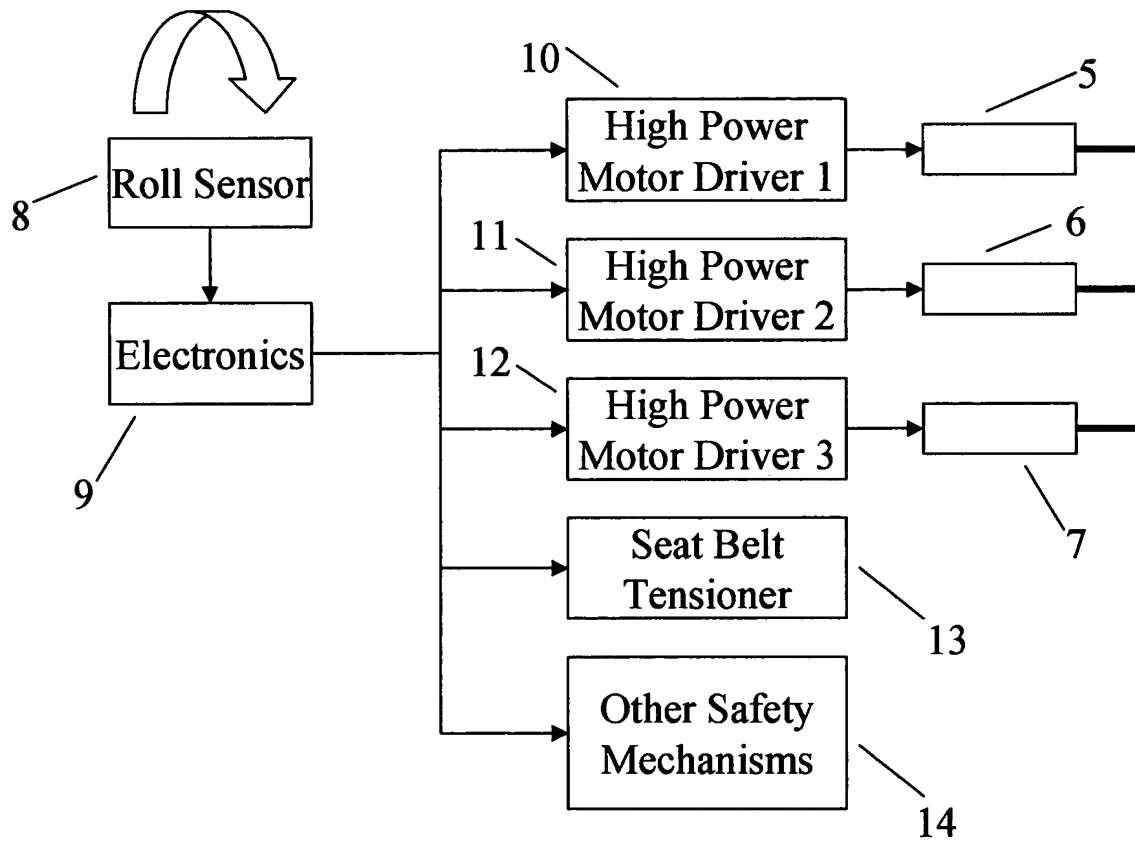 10
5
High Power
Motor Driver 1
Roll Sensor
8
11
6
High Power
Motor Driver 2
Electronics
12
High Power
Motor Driver 3
9
7
Seat Belt
Tensioner
13
Other Safety
Mechanisms
14